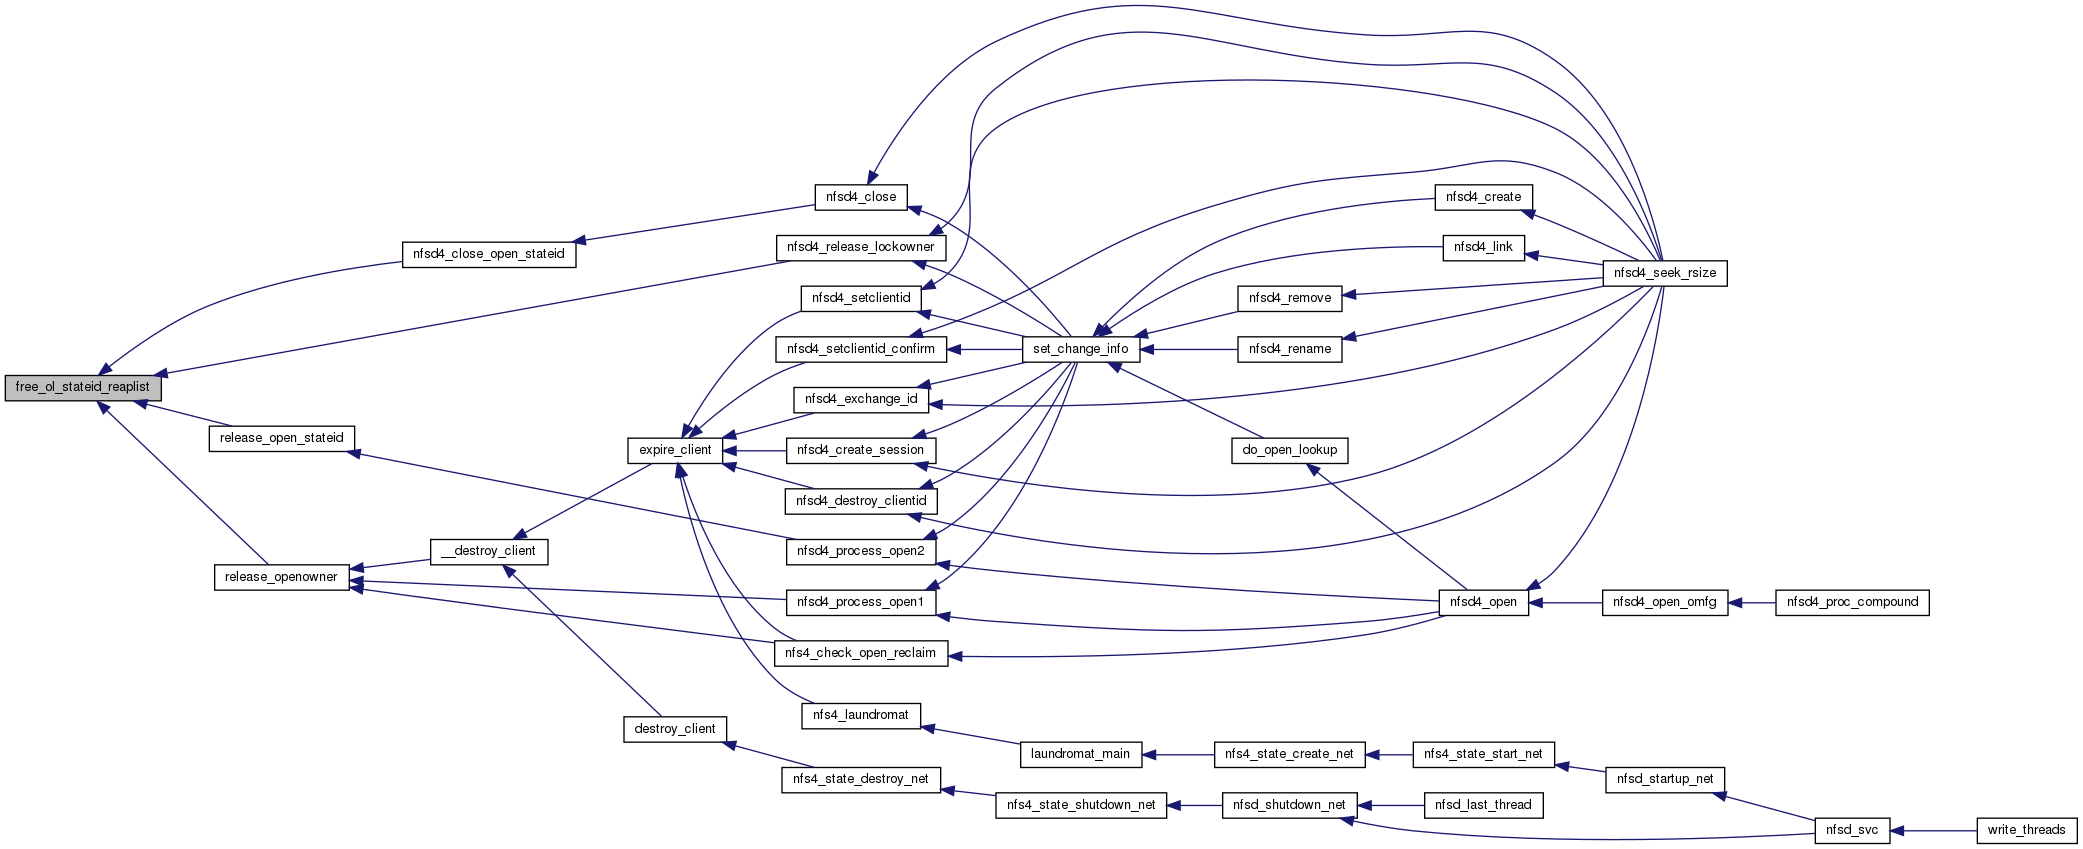 free_ol_stateid_reaplist
nfsd4_close_open_stateid
nfsd4_close
set_change_info
nfsd4_create
nfsd4_seek_rsize
nfsd4_link
nfsd4_remove
nfsd4_rename
do_open_lookup
nfsd4_open
nfsd4_open_omfg
nfsd4_proc_compound
nfsd4_release_lockowner
release_open_stateid
nfsd4_process_open2
release_openowner
__destroy_client
expire_client
nfsd4_setclientid
nfsd4_setclientid_confirm
nfsd4_exchange_id
nfsd4_create_session
nfsd4_destroy_clientid
nfs4_check_open_reclaim
nfs4_laundromat
laundromat_main
nfs4_state_create_net
nfs4_state_start_net
nfsd_startup_net
nfsd_svc
write_threads
destroy_client
nfs4_state_destroy_net
nfs4_state_shutdown_net
nfsd_shutdown_net
nfsd_last_thread
nfsd4_process_open1